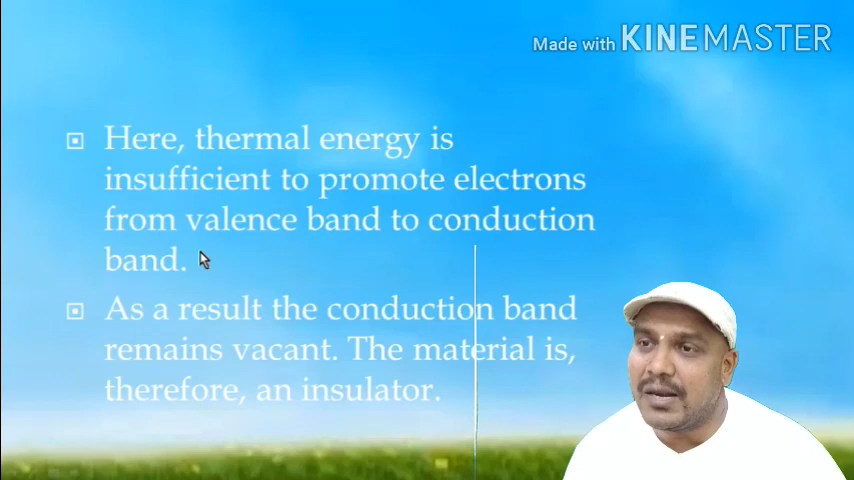 Made with KINEMASTER
Here, thermal energy is
insufficient to promote electrons
from valence band to conduction
band.
As a result the conduction band
remains vacant. The material is,
therefore, an insulator.